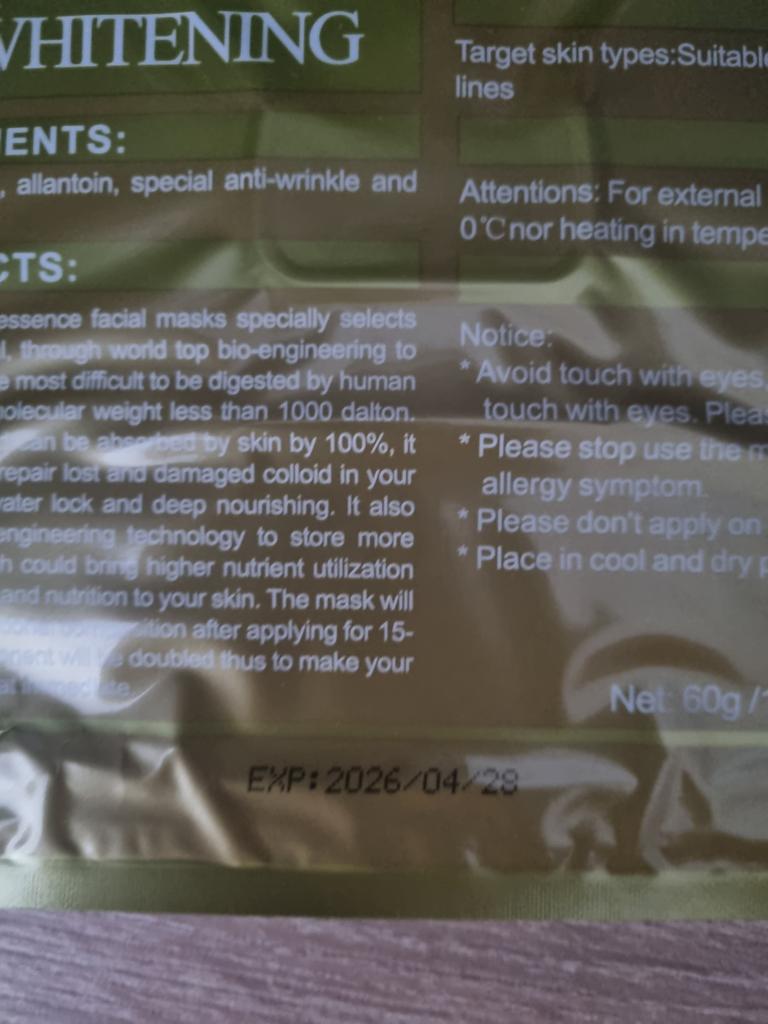 WHITENING
ENTS:
, allantoin, special anti-wrinkle and
CTS:
essence facial masks specially selects
l, through world top bio-engineering to
e most difficult to be digested by human
olecular weight less than 1000 dalton.
can be absorbed by skin by 100%, it
repair lost and damaged colloid in your
vater lock and deep nourishing. It also
engineering technology to store more
h could bring higher nutrient utilization
and nutrition to your skin. The mask will
ition after applying for 15-
nent will be doubled thus to make your
Target skin types:Suitable
lines
Attentions: For external
0℃nor heating in tempe
Notice:
* Avoid touch with eyes,
touch with eyes. Pleas
* Please stop use the m
allergy symptom.
* Please don't apply on
* Place in cool and dry p
Net: 60g /1
EXP:2026/04/28